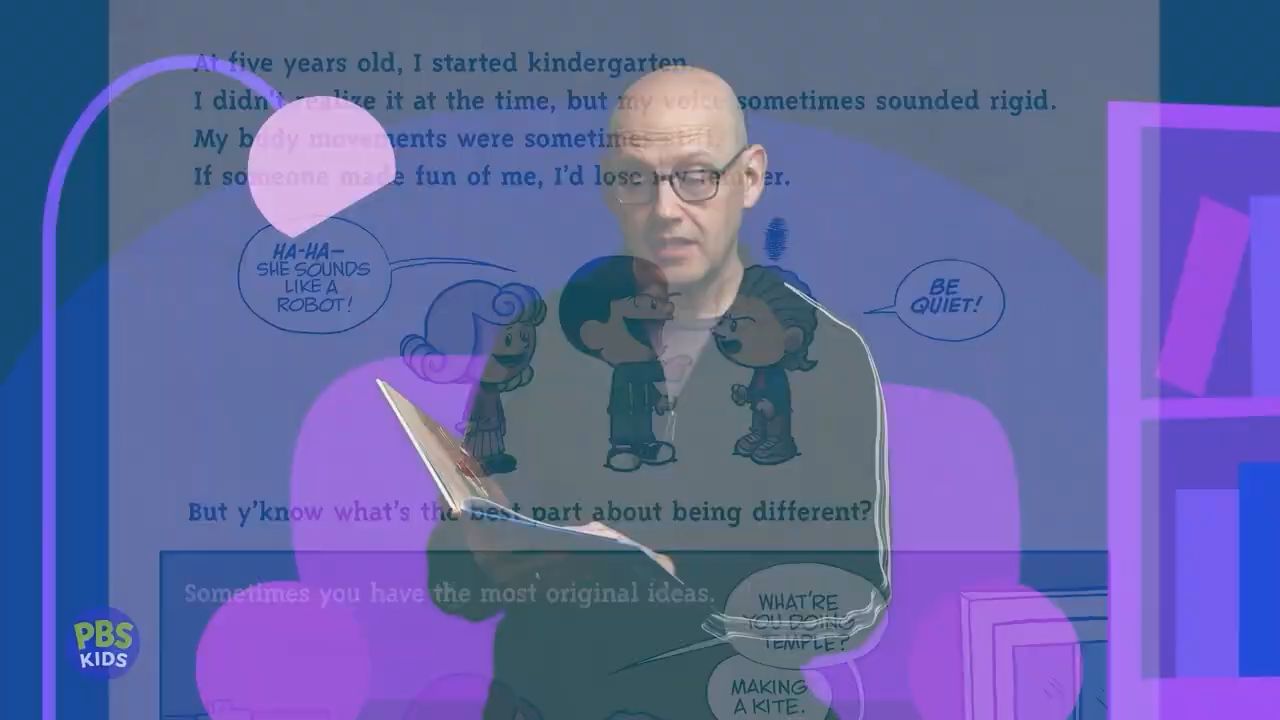 At five years old, I started kindergarten.
I didn't realize it at the time, but my voice sometimes sounded rigid.
My body movements were sometimes stiff.
If someone made fun of me, I'd lose my temper.
HA-HA—
SHE SOUNDS
LIKE A
ROBOT!
BE
QUIET!
But y'know what's the best part about being different?
Sometimes you have the most original ideas.
WHAT'RE
YOU DOING
TEMPLE?
MAKING
A KITE.
PBS
KIDS